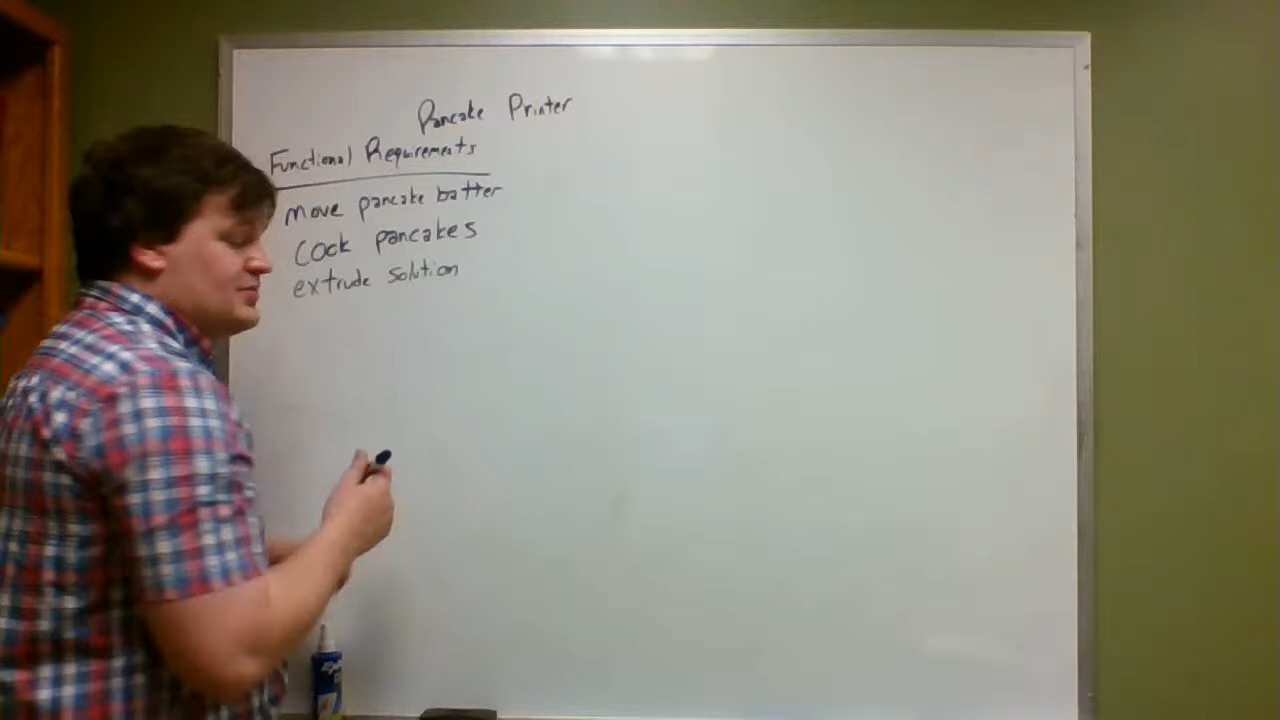 Pancake Printer
Functional Requirements
move pancake batter
Cook pancakes
extrude solution